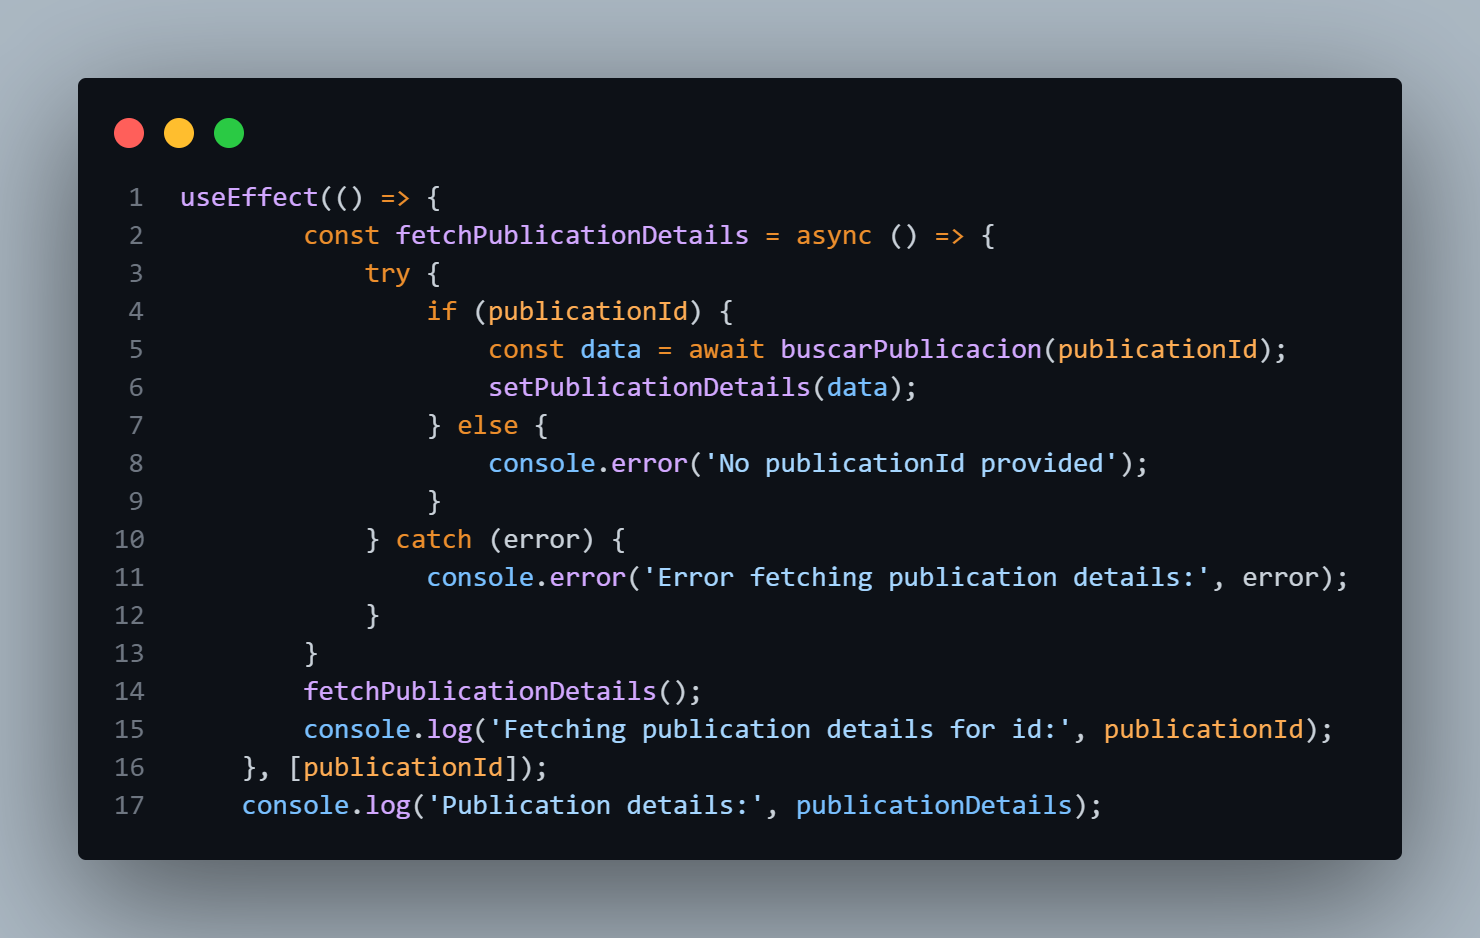 1 useEffect(() => {
2 const fetchPublicationDetails = async () => {
3 try {
4 if (publicationId) {
5 const data = await buscarPublicacion(publicationId);
6 setPublicationDetails(data);
7 } else {
8 console.error('No publicationId provided');
9 }
10 } catch (error) {
11 console.error('Error fetching publication details:', error);
12 }
13 }
14 fetchPublicationDetails();
15 console.log('Fetching publication details for id:', publicationId);
16 }, [publicationId]);
17 console.log('Publication details:', publicationDetails);